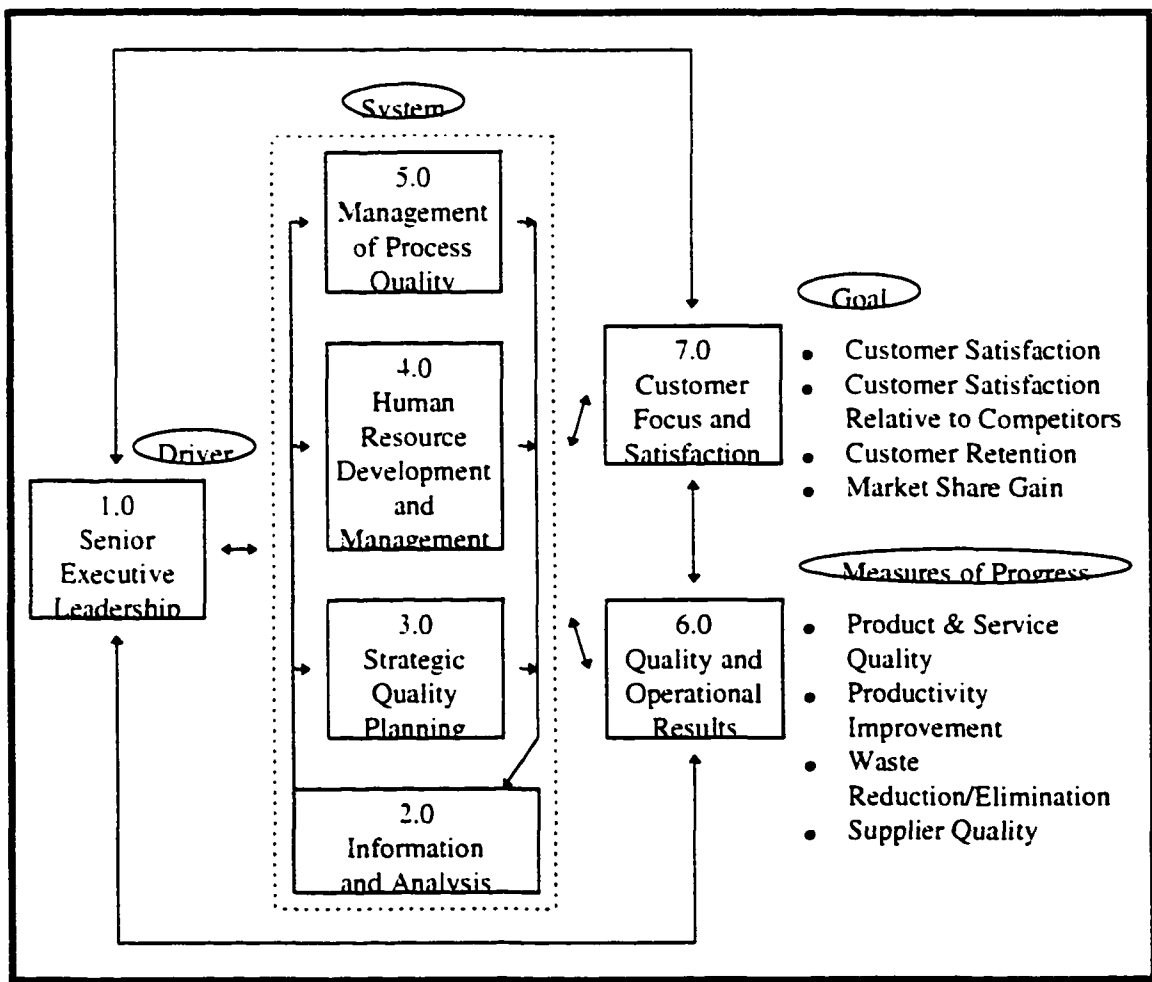 System
5.0
Management
of Process
Quality
4.0
Human
Resource
Development
and
Management
3.0
Strategic
Quality
Planning
2.0
Information
and Analysis
Driver
1.0
Senior
Executive
Leadership
7.0
Customer
Focus and
Satisfaction
6.0
Quality and
Operational
Results
Goal
• Customer Satisfaction
• Customer Satisfaction
Relative to Competitors
• Customer Retention
• Market Share Gain
Measures of Progress
• Product & Service
Quality
• Productivity
Improvement
• Waste
Reduction/Elimination
• Supplier Quality